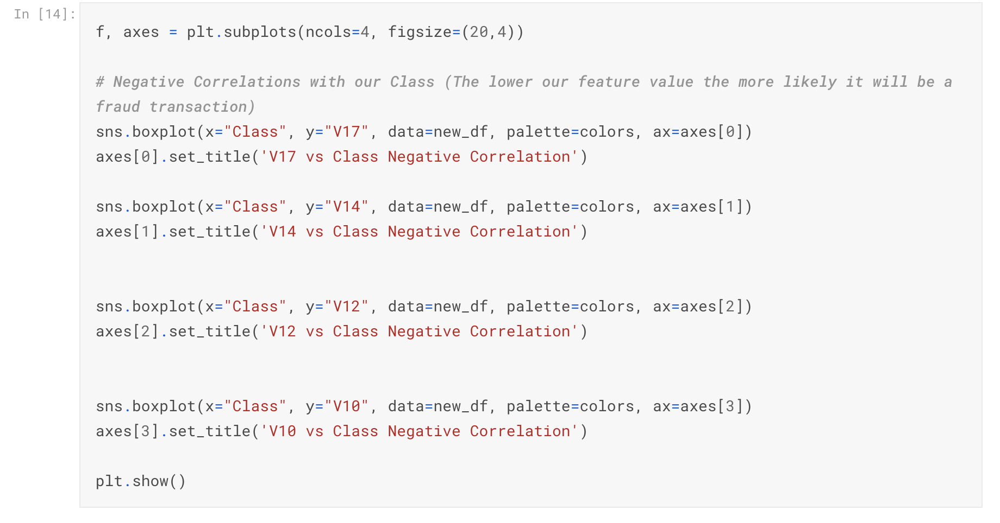 In [14]:
f, axes = plt.subplots(ncols=4, figsize=(20,4))
# Negative Correlations with our Class (The lower our feature value the more likely it will be a
fraud transaction)
sns.boxplot(x="Class", y="V17", data=new_df, palette=colors, ax=axes[0])
axes[0].set_title('V17 vs Class Negative Correlation')
sns.boxplot(x="Class", y="V14", data=new_df, palette=colors, ax=axes[1])
axes[1].set_title('V14 vs Class Negative Correlation')
sns.boxplot(x="Class", y="V12", data=new_df, palette=colors, ax=axes[2])
axes[2].set_title('V12 vs Class Negative Correlation')
sns.boxplot(x="Class", y="V10", data=new_df, palette=colors, ax=axes[3])
axes[3].set_title('V10 vs Class Negative Correlation')
plt.show()